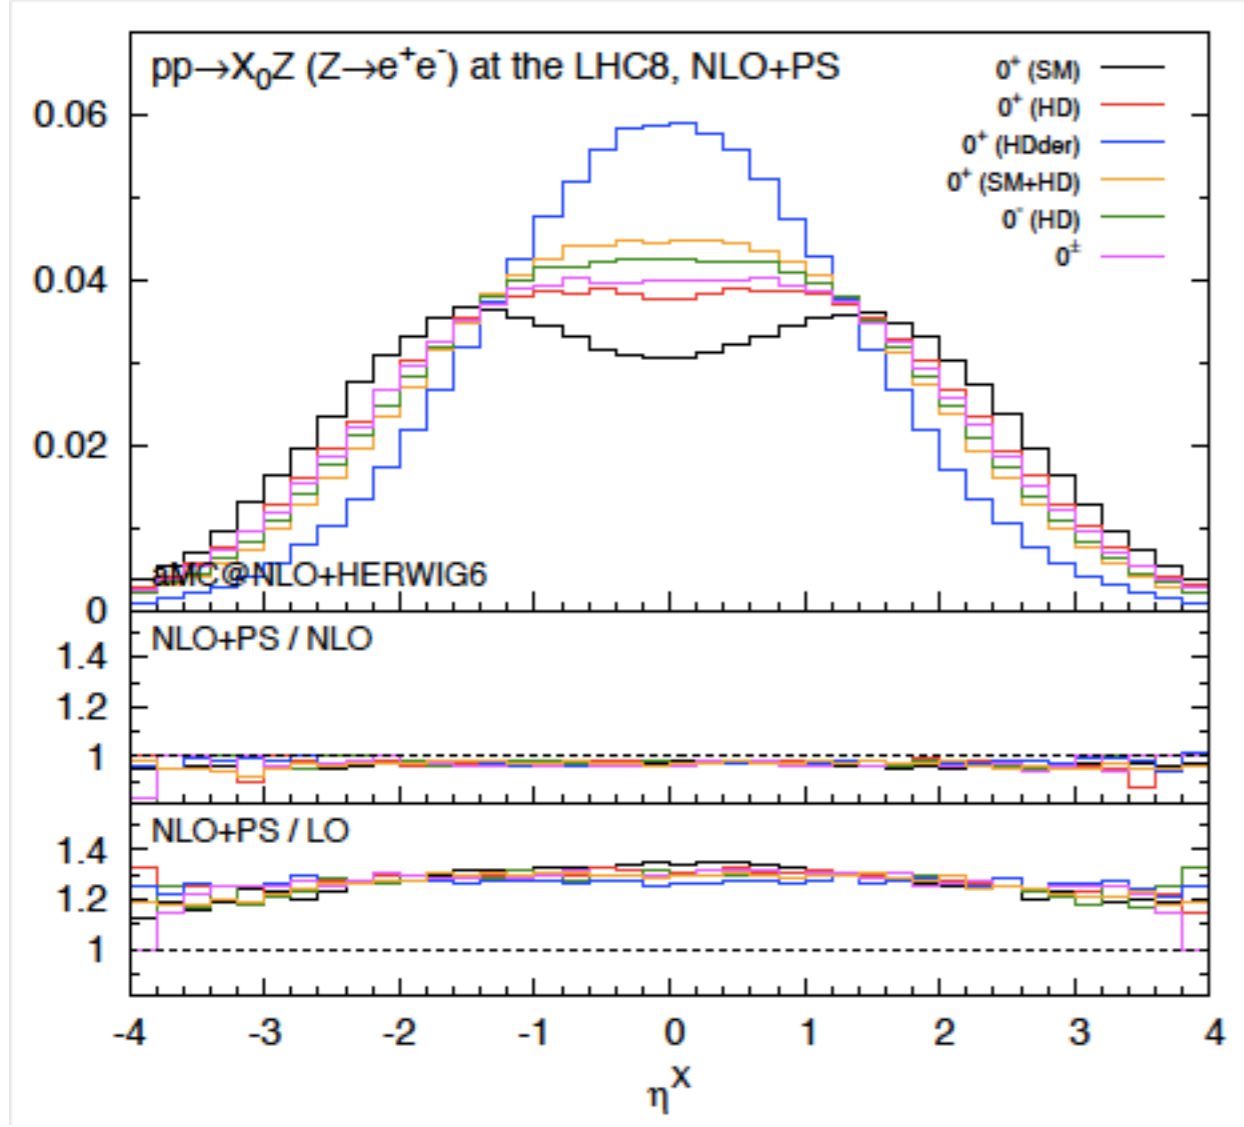 pp→X₀Z (Z→e⁺e⁻) at the LHC8, NLO+PS
0⁺ (SM)
0⁺ (HD)
0⁺ (HDder)
0⁺ (SM+HD)
0⁻ (HD)
0±
0.06
0.04
0.02
0
aMC@NLO+HERWIG6
NLO+PS / NLO
1.4
1.2
1
NLO+PS / LO
1.4
1.2
1
-4 -3 -2 -1 0 1 2 3 4
ηˣ